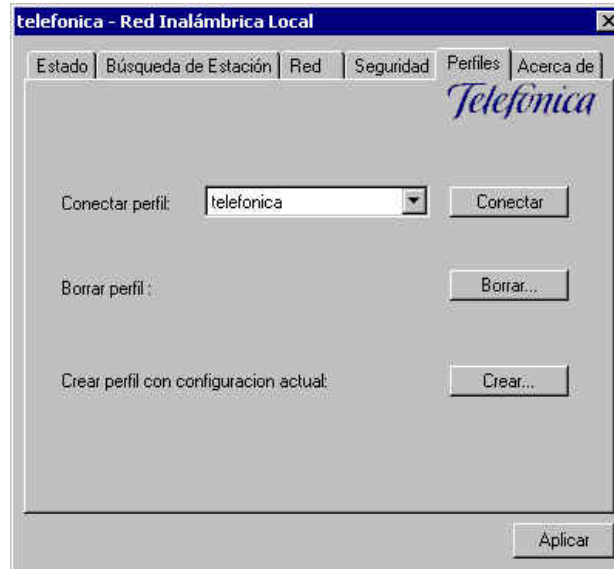 telefonica - Red Inalámbrica Local
Estado Búsqueda de Estación Red Seguridad Perfiles Acerca de
Telefónica
Conectar perfil: telefonica Conectar
Borrar perfil : Borrar...
Crear perfil con configuracion actual: Crear...
Aplicar